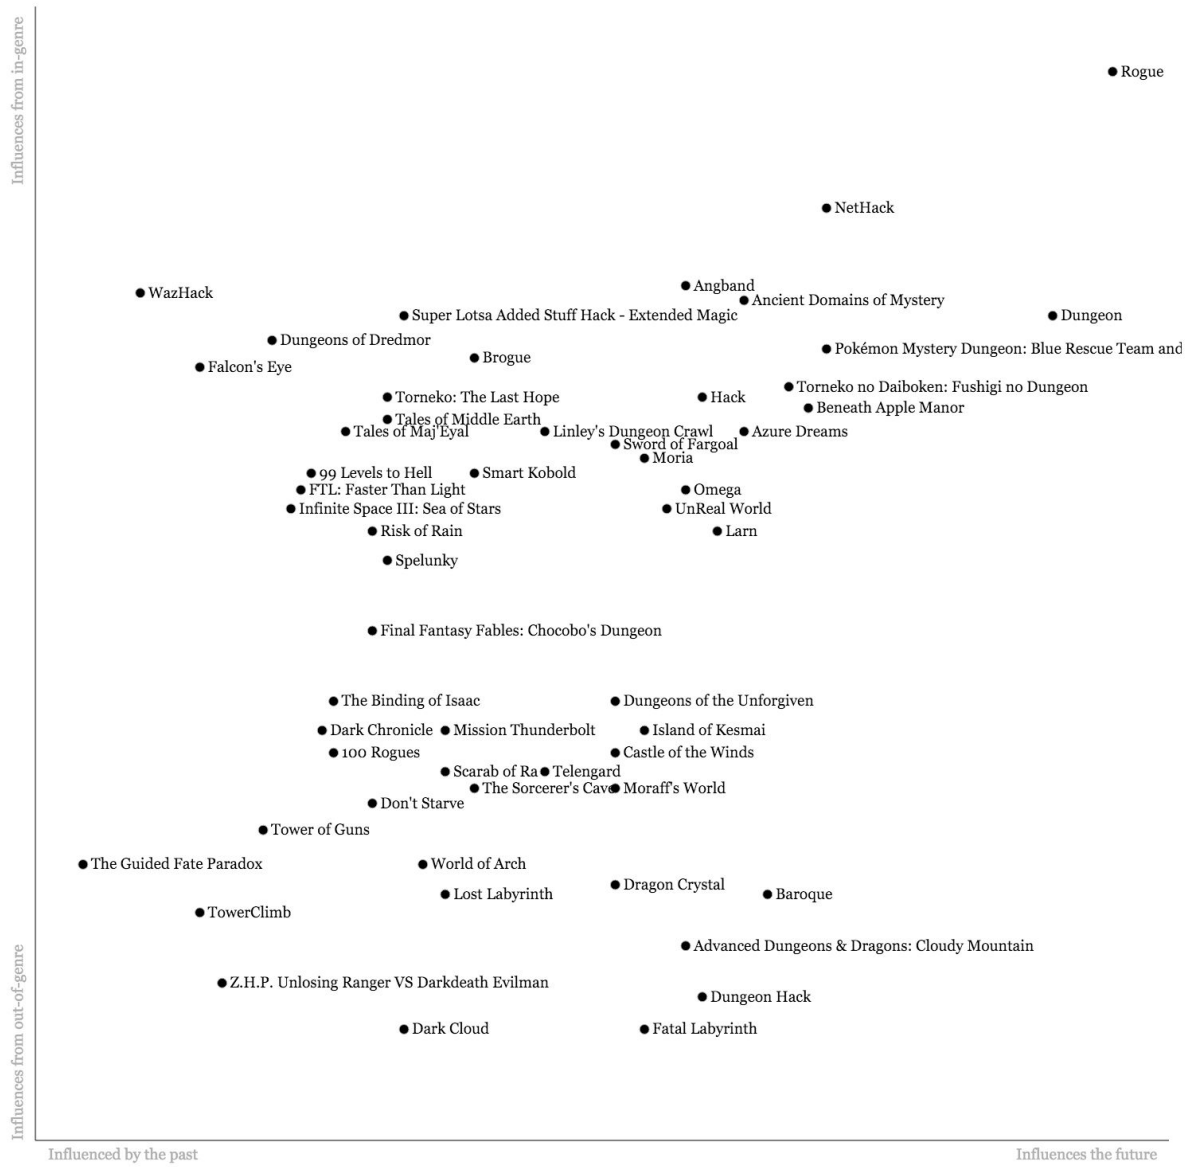 Influences from in-genre
Rogue
NetHack
Angband
WazHack
Ancient Domains of Mystery
Super Lotsa Added Stuff Hack - Extended Magic
Dungeon
Dungeons of Dredmor
Pokémon Mystery Dungeon: Blue Rescue Team and
Brogue
Falcon's Eye
Torneko no Daiboken: Fushigi no Dungeon
Torneko: The Last Hope
Hack
Beneath Apple Manor
Tales of Middle Earth
Tales of Maj'Eyal
Linley's Dungeon Crawl
Azure Dreams
Sword of Fargoal
Moria
99 Levels to Hell
Smart Kobold
FTL: Faster Than Light
Omega
Infinite Space III: Sea of Stars
UnReal World
Risk of Rain
Larn
Spelunky
Final Fantasy Fables: Chocobo's Dungeon
The Binding of Isaac
Dungeons of the Unforgiven
Dark Chronicle
Mission Thunderbolt
Island of Kesmai
100 Rogues
Castle of the Winds
Scarab of Ra
Telengard
The Sorcerer's Cave
Moraff's World
Don't Starve
Tower of Guns
The Guided Fate Paradox
World of Arch
Dragon Crystal
Lost Labyrinth
Baroque
TowerClimb
Advanced Dungeons & Dragons: Cloudy Mountain
Z.H.P. Unlosing Ranger VS Darkdeath Evilman
Dungeon Hack
Dark Cloud
Fatal Labyrinth
Influences from out-of-genre
Influenced by the past
Influences the future